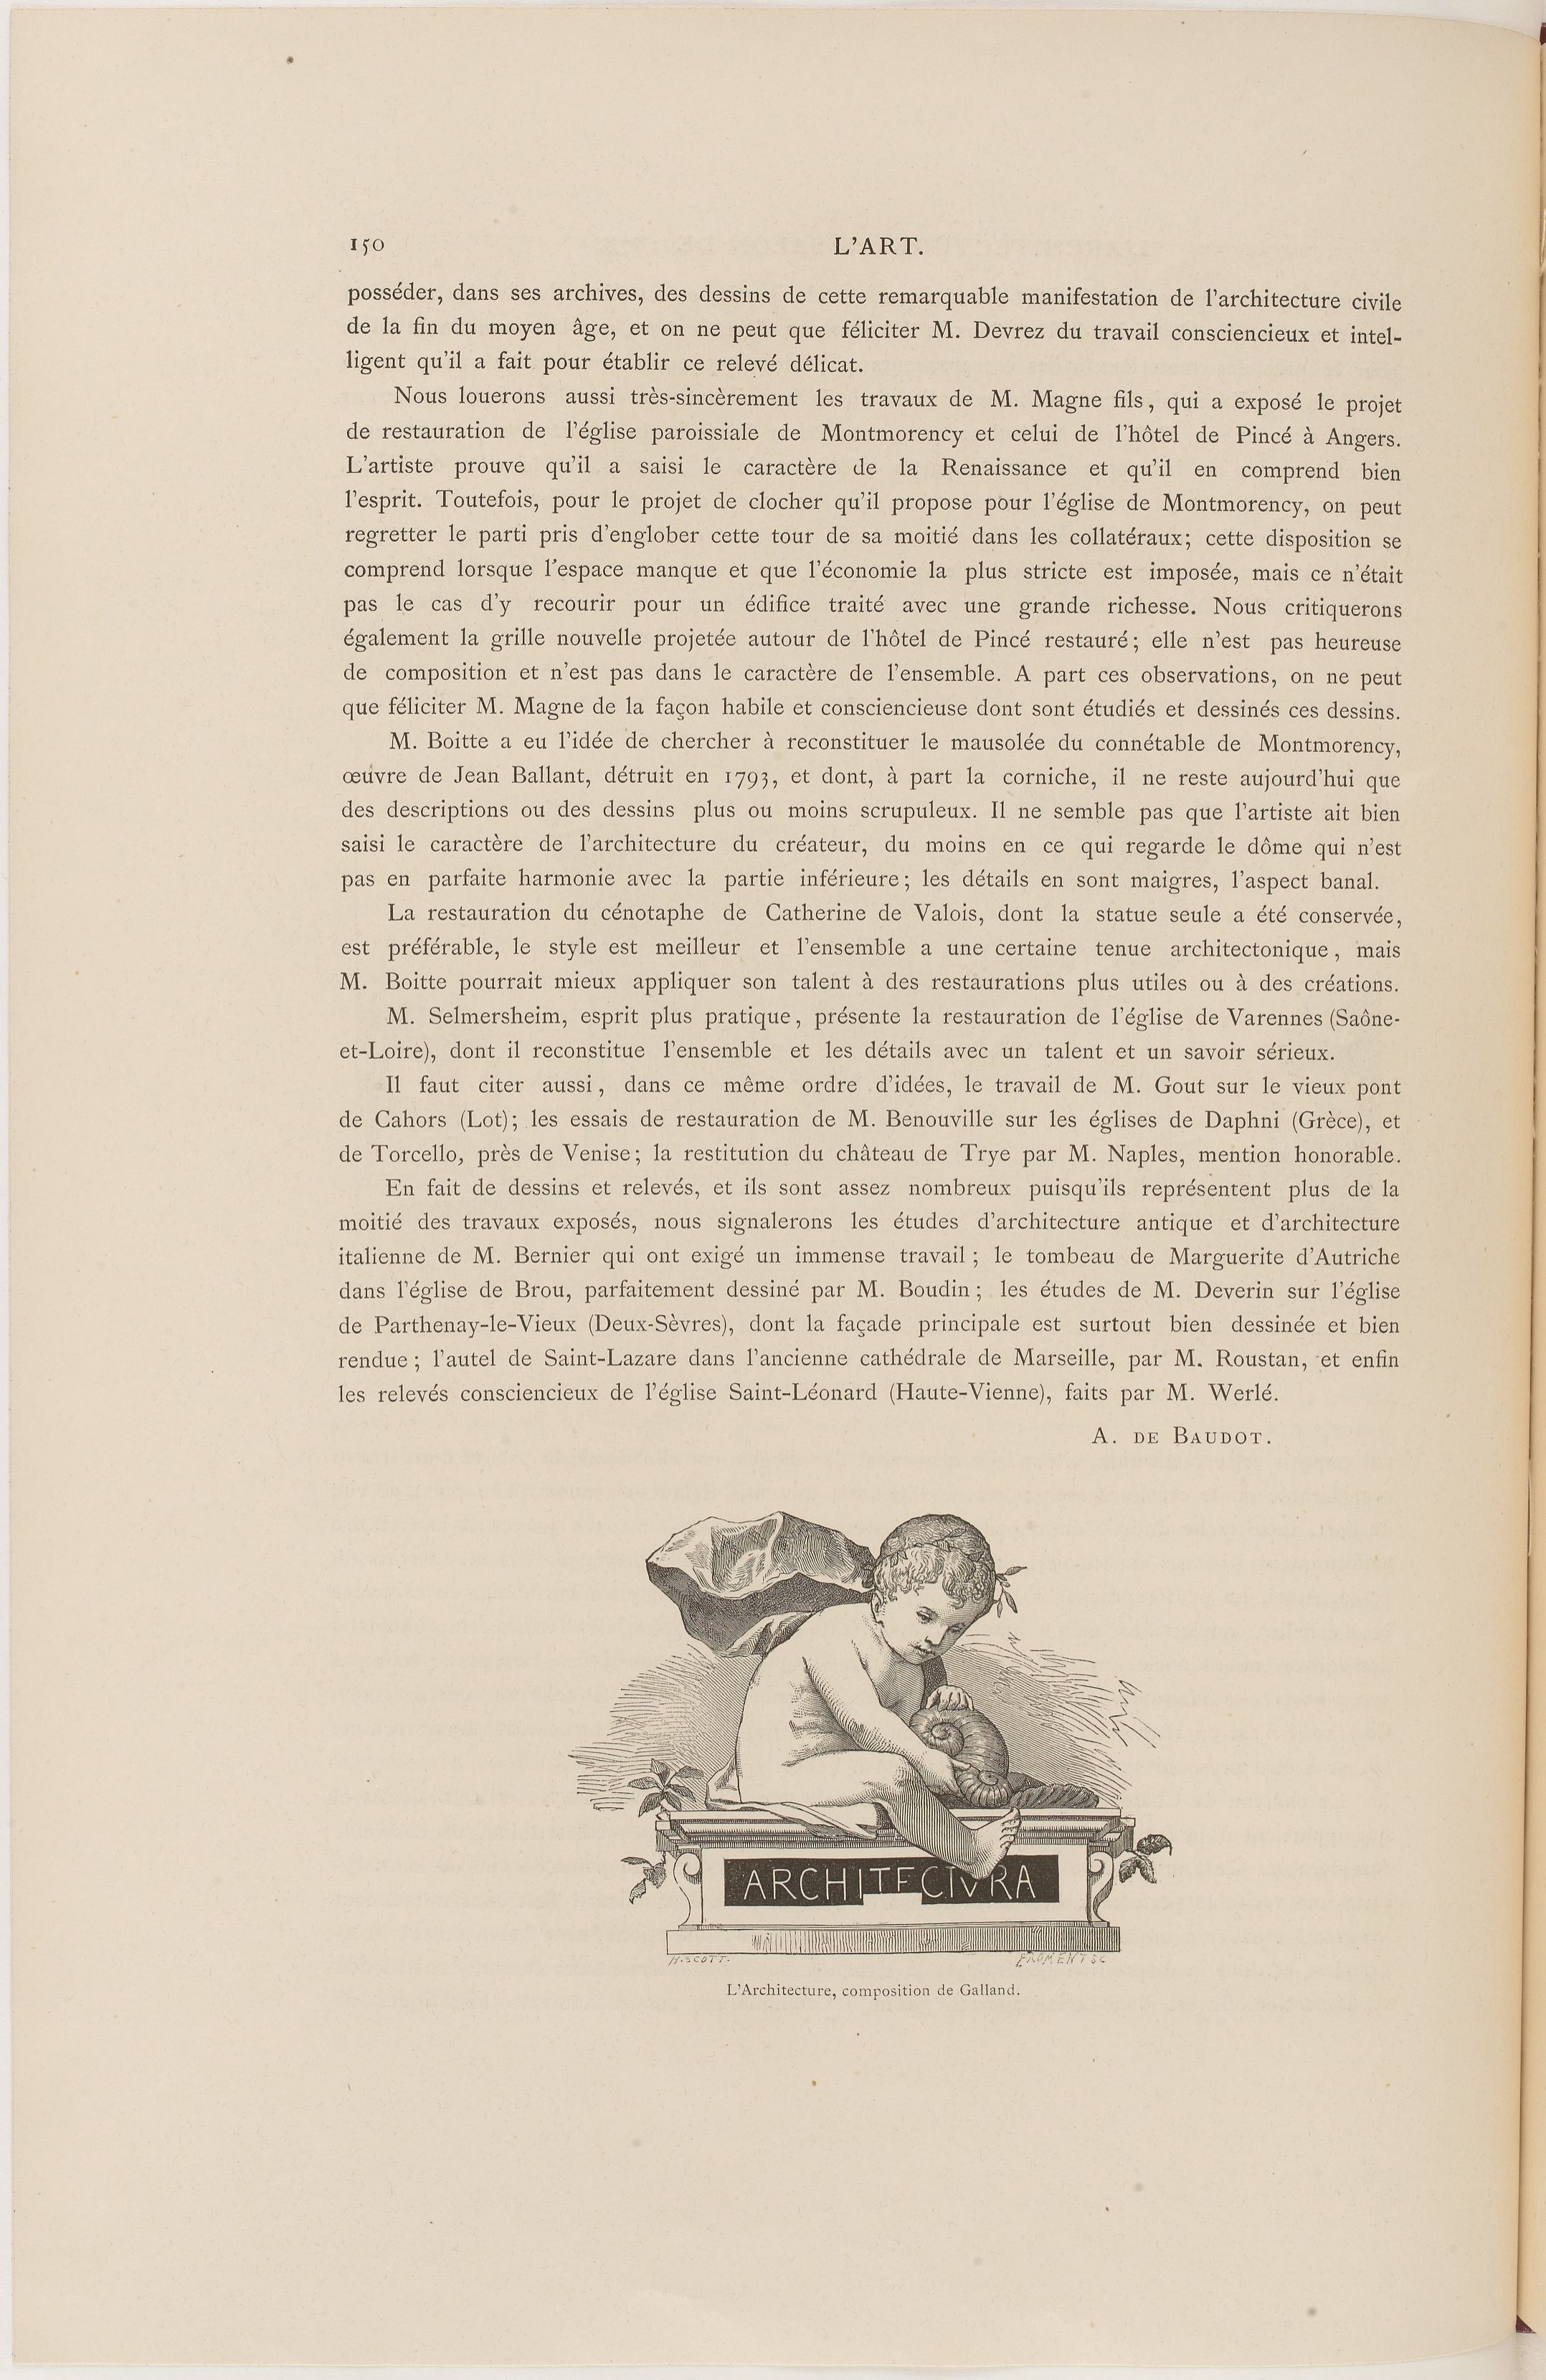 150
L'ART.
posséder, dans ses archives, des dessins de cette remarquable manifestation de l'architecture civile
de la fin du moyen âge, et on ne peut que féliciter M. Devrez du travail consciencieux et intel-
ligent qu'il a fait pour établir ce relevé délicat.
Nous louerons aussi très-sincèrement les travaux de M. Magne fils, qui a exposé le projet
de restauration de l'église paroissiale de Montmorency et celui de l'hôtel de Pincé à Angers.
L'artiste prouve qu'il a saisi le caractère de la Renaissance et qu'il en comprend bien
l'esprit. Toutefois, pour le projet de clocher qu'il propose pour l'église de Montmorency, on peut
regretter le parti pris d'englober cette tour de sa moitié dans les collatéraux; cette disposition se
comprend lorsque l'espace manque et que l'économie la plus stricte est imposée, mais ce n'était
pas le cas d'y recourir pour un édifice traité avec une grande richesse. Nous critiquerons
également la grille nouvelle projetée autour de l'hôtel de Pincé restauré; elle n'est pas heureuse
de composition et n'est pas dans le caractère de l'ensemble. A part ces observations, on ne peut
que féliciter M. Magne de la façon habile et consciencieuse dont sont étudiés et dessinés ces dessins.
M. Boitte a eu l'idée de chercher à reconstituer le mausolée du connétable de Montmorency,
œuvre de Jean Ballant, détruit en 1793, et dont, à part la corniche, il ne reste aujourd'hui que
des descriptions ou des dessins plus ou moins scrupuleux. Il ne semble pas que l'artiste ait bien
saisi le caractère de l'architecture du créateur, du moins en ce qui regarde le dôme qui n'est
pas en parfaite harmonie avec la partie inférieure; les détails en sont maigres, l'aspect banal.
La restauration du cénotaphe de Catherine de Valois, dont la statue seule a été conservée,
est préférable, le style est meilleur et l'ensemble a une certaine tenue architectonique, mais
M. Boitte pourrait mieux appliquer son talent à des restaurations plus utiles ou à des créations.
M. Selmersheim, esprit plus pratique, présente la restauration de l'église de Varennes (Saône-
et-Loire), dont il reconstitue l'ensemble et les détails avec un talent et un savoir sérieux.
Il faut citer aussi, dans ce même ordre d'idées, le travail de M. Gout sur le vieux pont
de Cahors (Lot); les essais de restauration de M. Benouville sur les églises de Daphni (Grèce), et
de Torcello, près de Venise; la restitution du château de Trye par M. Naples, mention honorable.
En fait de dessins et relevés, et ils sont assez nombreux puisqu'ils représentent plus de la
moitié des travaux exposés, nous signalerons les études d'architecture antique et d'architecture
italienne de M. Bernier qui ont exigé un immense travail; le tombeau de Marguerite d'Autriche
dans l'église de Brou, parfaitement dessiné par M. Boudin; les études de M. Deverin sur l'église
de Parthenay-le-Vieux (Deux-Sèvres), dont la façade principale est surtout bien dessinée et bien
rendue; l'autel de Saint-Lazare dans l'ancienne cathédrale de Marseille, par M. Roustan, et enfin
les relevés consciencieux de l'église Saint-Léonard (Haute-Vienne), faits par M. Werlé.
A. DE BAUDOT.
ARCHITECTVRA
H. SCOTT.
FROMENT SC
L'Architecture, composition de Galland.